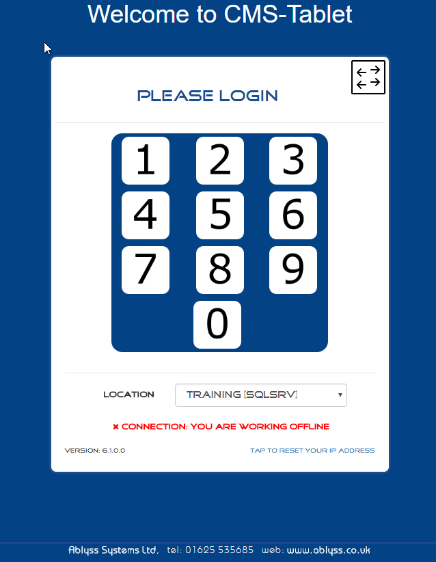 Welcome to CMS-Tablet
PLEASE LOGIN
1 2 3
4 5 6
7 8 9
0
LOCATION TRAINING (SQLSRV)
✖ CONNECTION: YOU ARE WORKING OFFLINE
VERSION: 6.1.0.0 TAP TO RESET YOUR IP ADDRESS
Ablyss Systems Ltd. tel: 01625 535685 web: www.ablyss.co.uk